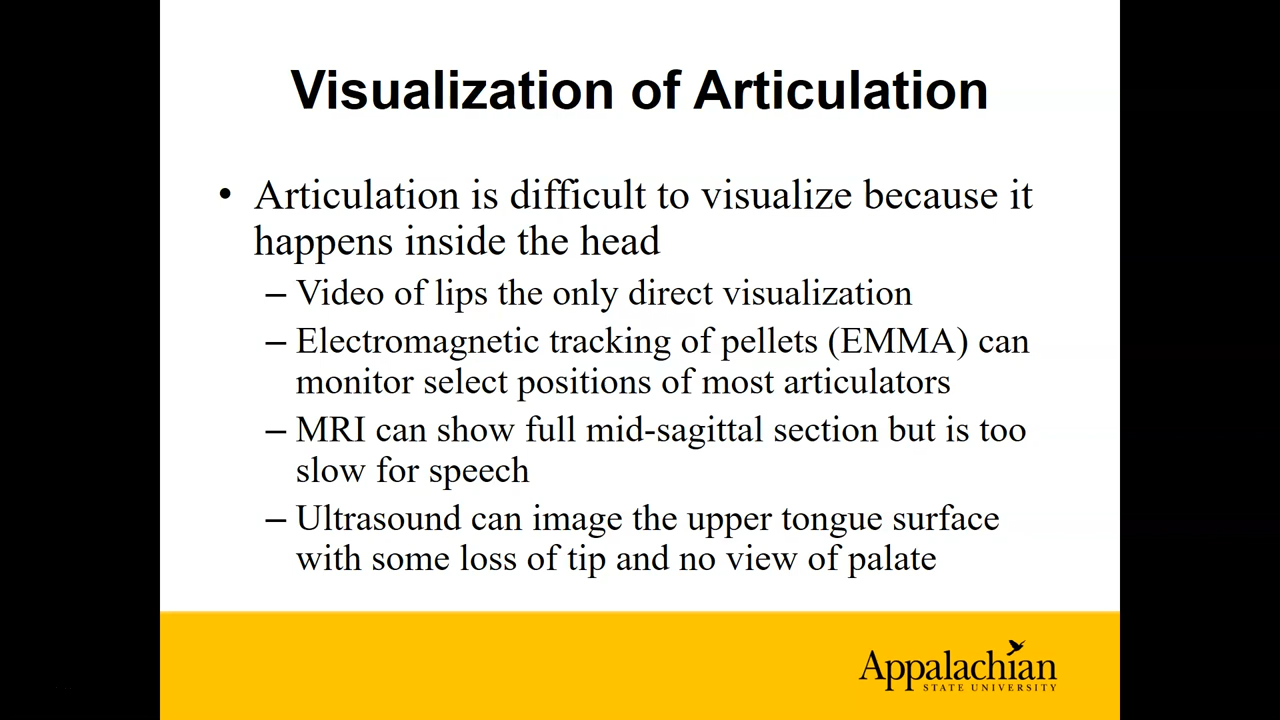 Visualization of Articulation
• Articulation is difficult to visualize because it
happens inside the head
– Video of lips the only direct visualization
– Electromagnetic tracking of pellets (EMMA) can
monitor select positions of most articulators
– MRI can show full mid-sagittal section but is too
slow for speech
– Ultrasound can image the upper tongue surface
with some loss of tip and no view of palate
Appalachian
STATE UNIVERSITY